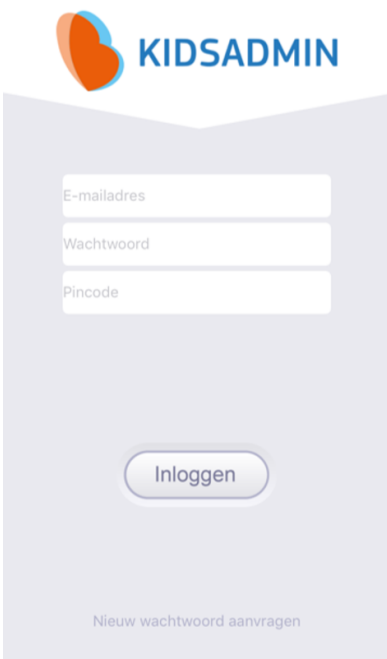 KIDSADMIN
E-mailadres
Wachtwoord
Pincode
Inloggen
Nieuw wachtwoord aanvragen